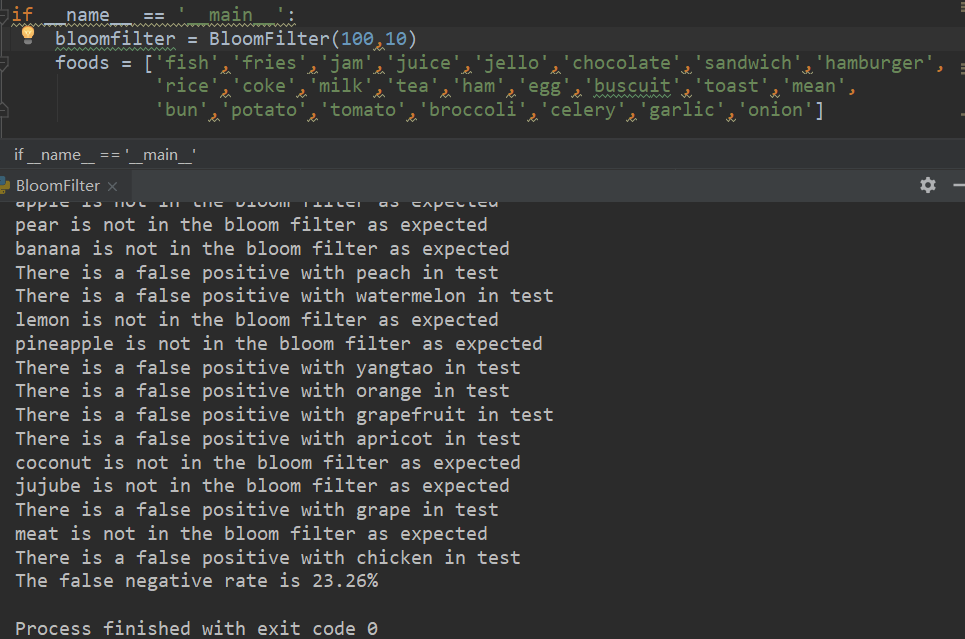 if __name__ == '__main__':
bloomfilter = BloomFilter(100,10)
foods = ['fish','fries','jam','juice','jello','chocolate','sandwich','hamburger',
'rice','coke','milk','tea','ham','egg','buscuit','toast','mean',
'bun','potato','tomato','broccoli','celery','garlic','onion']
if __name__ == '__main__'
BloomFilter ×
apple is not in the bloom filter as expected
pear is not in the bloom filter as expected
banana is not in the bloom filter as expected
There is a false positive with peach in test
There is a false positive with watermelon in test
lemon is not in the bloom filter as expected
pineapple is not in the bloom filter as expected
There is a false positive with yangtao in test
There is a false positive with orange in test
There is a false positive with grapefruit in test
There is a false positive with apricot in test
coconut is not in the bloom filter as expected
jujube is not in the bloom filter as expected
There is a false positive with grape in test
meat is not in the bloom filter as expected
There is a false positive with chicken in test
The false negative rate is 23.26%
Process finished with exit code 0